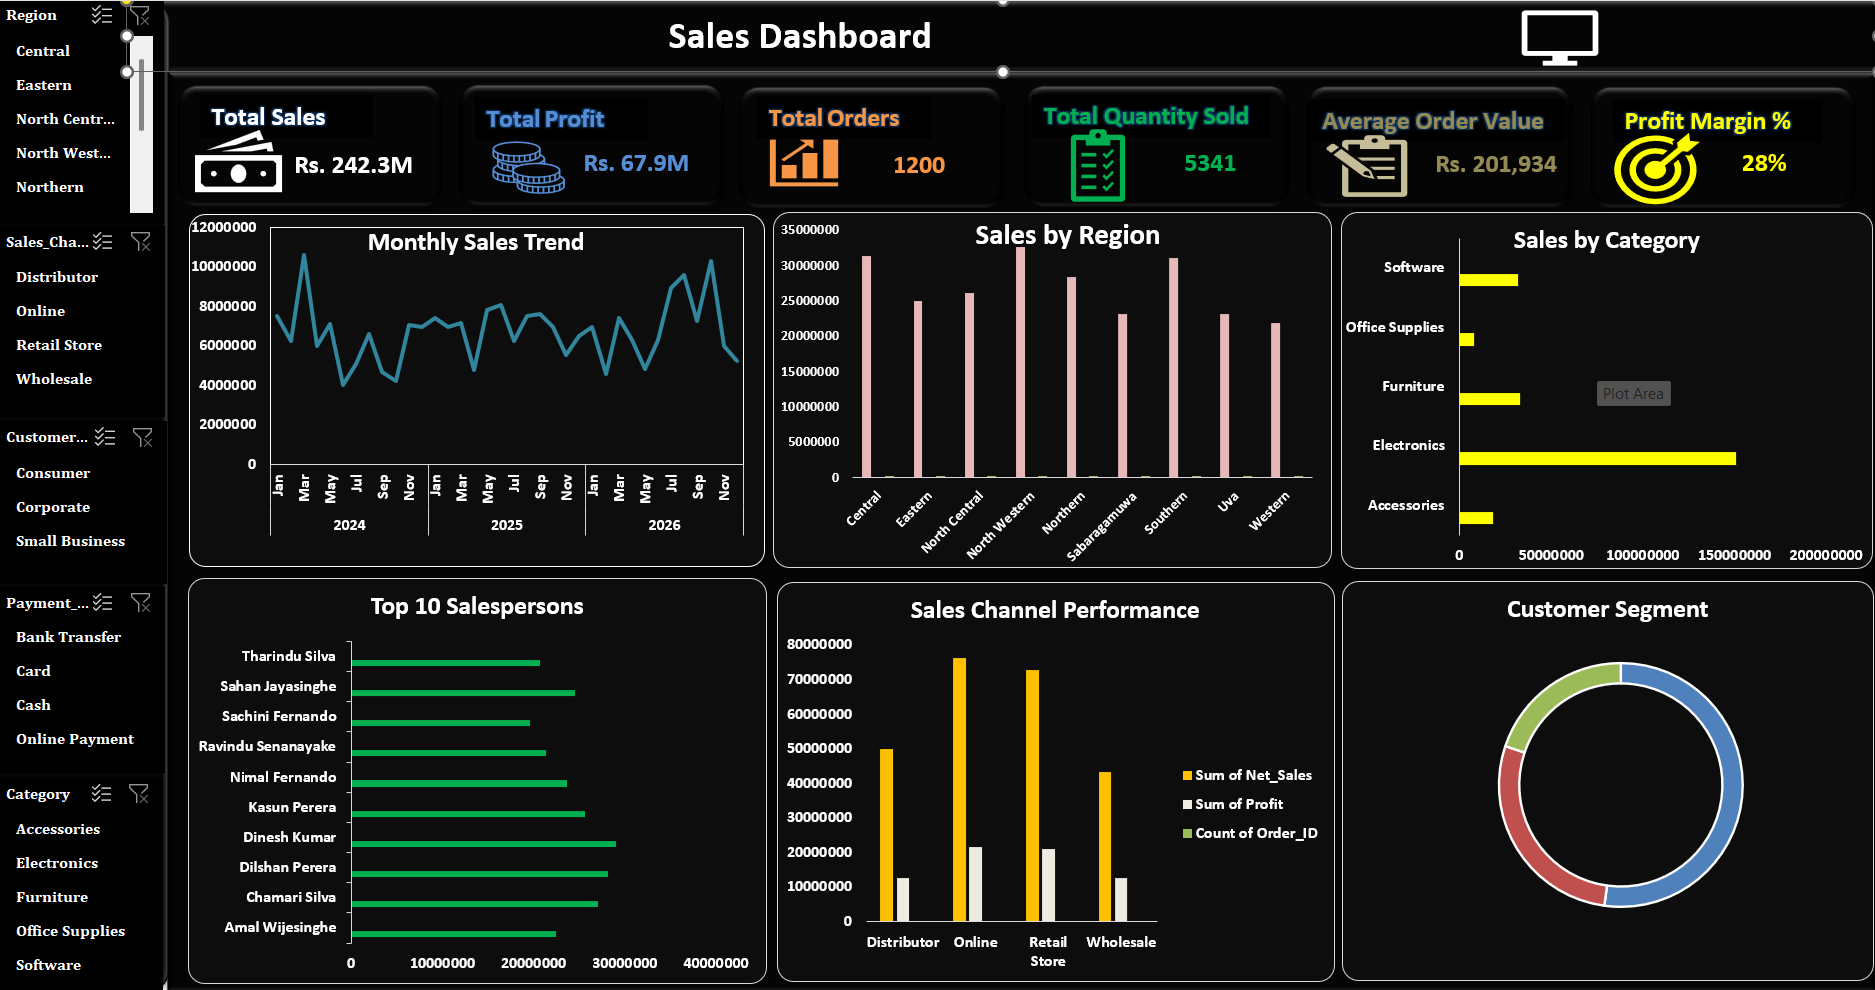 Region
Central
Eastern
North Centr...
North West...
Northern
Sales_Cha...
Distributor
Online
Retail Store
Wholesale
Customer...
Consumer
Corporate
Small Business
Payment_...
Bank Transfer
Card
Cash
Online Payment
Category
Accessories
Electronics
Furniture
Office Supplies
Software
Sales Dashboard
Total Sales
Rs. 242.3M
Total Profit
Rs. 67.9M
Total Orders
1200
Total Quantity Sold
5341
Average Order Value
Rs. 201,934
Profit Margin %
28%
Monthly Sales Trend
12000000
10000000
8000000
6000000
4000000
2000000
0
Jan Mar May Jul Sep Nov Jan Mar May Jul Sep Nov Jan Mar May Jul Sep Nov
2024 2025 2026
Sales by Region
35000000
30000000
25000000
20000000
15000000
10000000
5000000
0
Central Eastern North Central North Western Northern Sabaragamuwa Southern Uva Western
Sales by Category
Software
Office Supplies
Furniture
Plot Area
Electronics
Accessories
0 50000000 100000000 150000000 200000000
Top 10 Salespersons
Tharindu Silva
Sahan Jayasinghe
Sachini Fernando
Ravindu Senanayake
Nimal Fernando
Kasun Perera
Dinesh Kumar
Dilshan Perera
Chamari Silva
Amal Wijesinghe
0 10000000 20000000 30000000 40000000
Sales Channel Performance
80000000
70000000
60000000
50000000
40000000
30000000
20000000
10000000
0
Distributor Online Retail Store Wholesale
Sum of Net_Sales
Sum of Profit
Count of Order_ID
Customer Segment